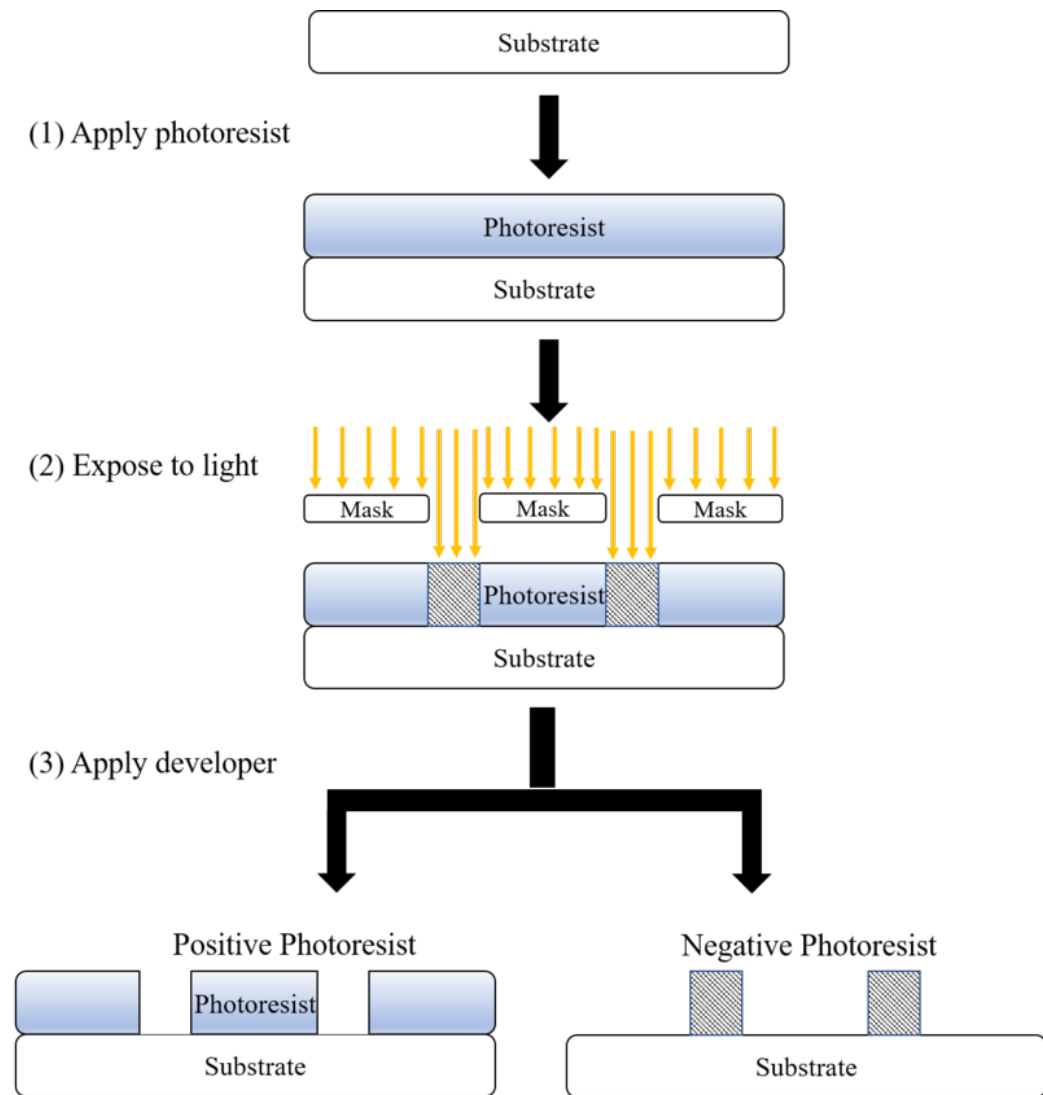 Substrate
(1) Apply photoresist
Photoresist
Substrate
(2) Expose to light
Mask Mask Mask
Photoresist
Substrate
(3) Apply developer
Positive Photoresist
Photoresist
Substrate
Negative Photoresist
Substrate